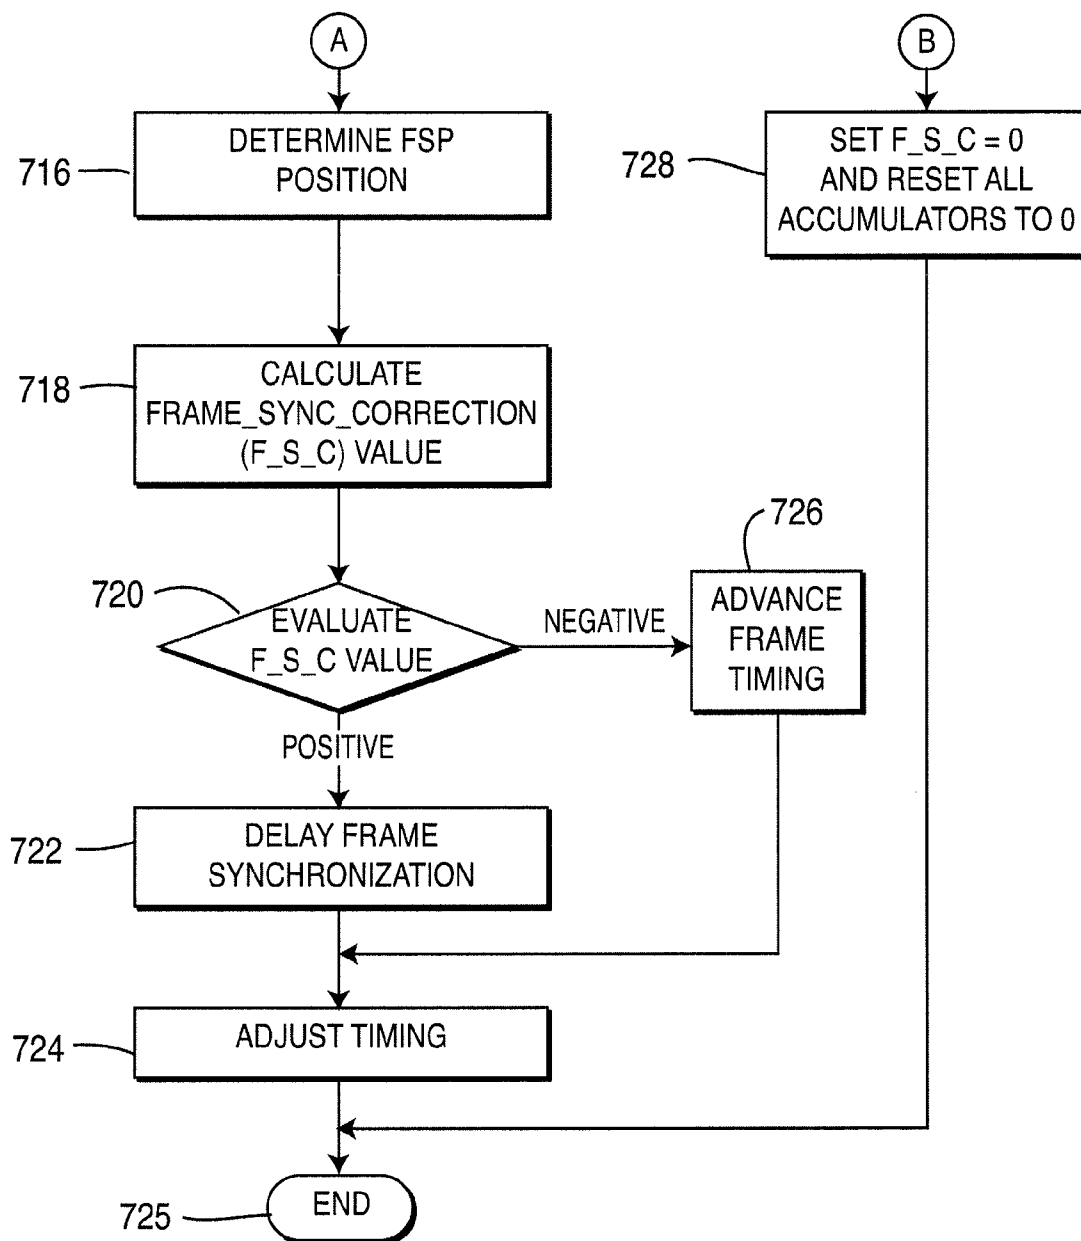 A
B
716
DETERMINE FSP
POSITION
728
SET F_S_C = 0
AND RESET ALL
ACCUMULATORS TO 0
718
CALCULATE
FRAME_SYNC_CORRECTION
(F_S_C) VALUE
720
EVALUATE
F_S_C VALUE
NEGATIVE
726
ADVANCE
FRAME
TIMING
POSITIVE
722
DELAY FRAME
SYNCHRONIZATION
724
ADJUST TIMING
725
END